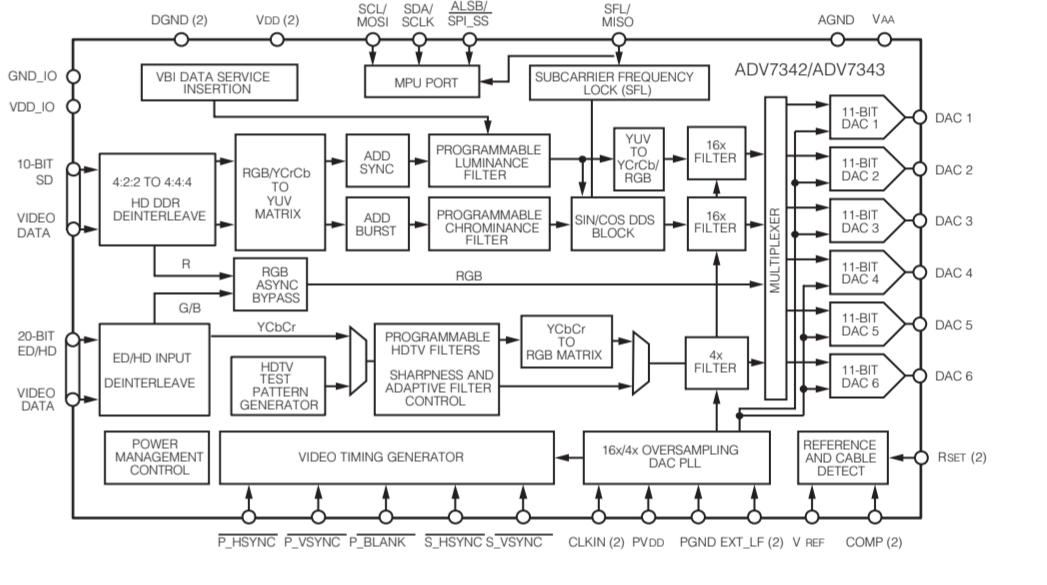 DGND (2)
VDD (2)
SCL/
MOSI
SDA/
SCLK
ALSB/
SPI_SS
SFL/
MISO
AGND
VAA
GND_IO
VDD_IO
10-BIT
SD
VIDEO
DATA
20-BIT
ED/HD
VIDEO
DATA
VBI DATA SERVICE
INSERTION
MPU PORT
SUBCARRIER FREQUENCY
LOCK (SFL)
ADV7342/ADV7343
4:2:2 TO 4:4:4
HD DDR
DEINTERLEAVE
RGB/YCrCb
TO
YUV
MATRIX
ADD
SYNC
PROGRAMMABLE
LUMINANCE
FILTER
YUV
TO
YCrCb/
RGB
16x
FILTER
ADD
BURST
PROGRAMMABLE
CHROMINANCE
FILTER
SIN/COS DDS
BLOCK
16x
FILTER
MULTIPLEXER
11-BIT
DAC 1
DAC 1
11-BIT
DAC 2
DAC 2
11-BIT
DAC 3
DAC 3
11-BIT
DAC 4
DAC 4
11-BIT
DAC 5
DAC 5
11-BIT
DAC 6
DAC 6
R
G/B
RGB
ASYNC
BYPASS
RGB
YCbCr
ED/HD INPUT
DEINTERLEAVE
HDTV
TEST
PATTERN
GENERATOR
PROGRAMMABLE
HDTV FILTERS
SHARPNESS AND
ADAPTIVE FILTER
CONTROL
YCbCr
TO
RGB MATRIX
4x
FILTER
POWER
MANAGEMENT
CONTROL
VIDEO TIMING GENERATOR
16x/4x OVERSAMPLING
DAC PLL
REFERENCE
AND CABLE
DETECT
RSET (2)
P_HSYNC
P_VSYNC
P_BLANK
S_HSYNC
S_VSYNC
CLKIN (2)
PVDD
PGND
EXT_LF (2)
V REF
COMP (2)